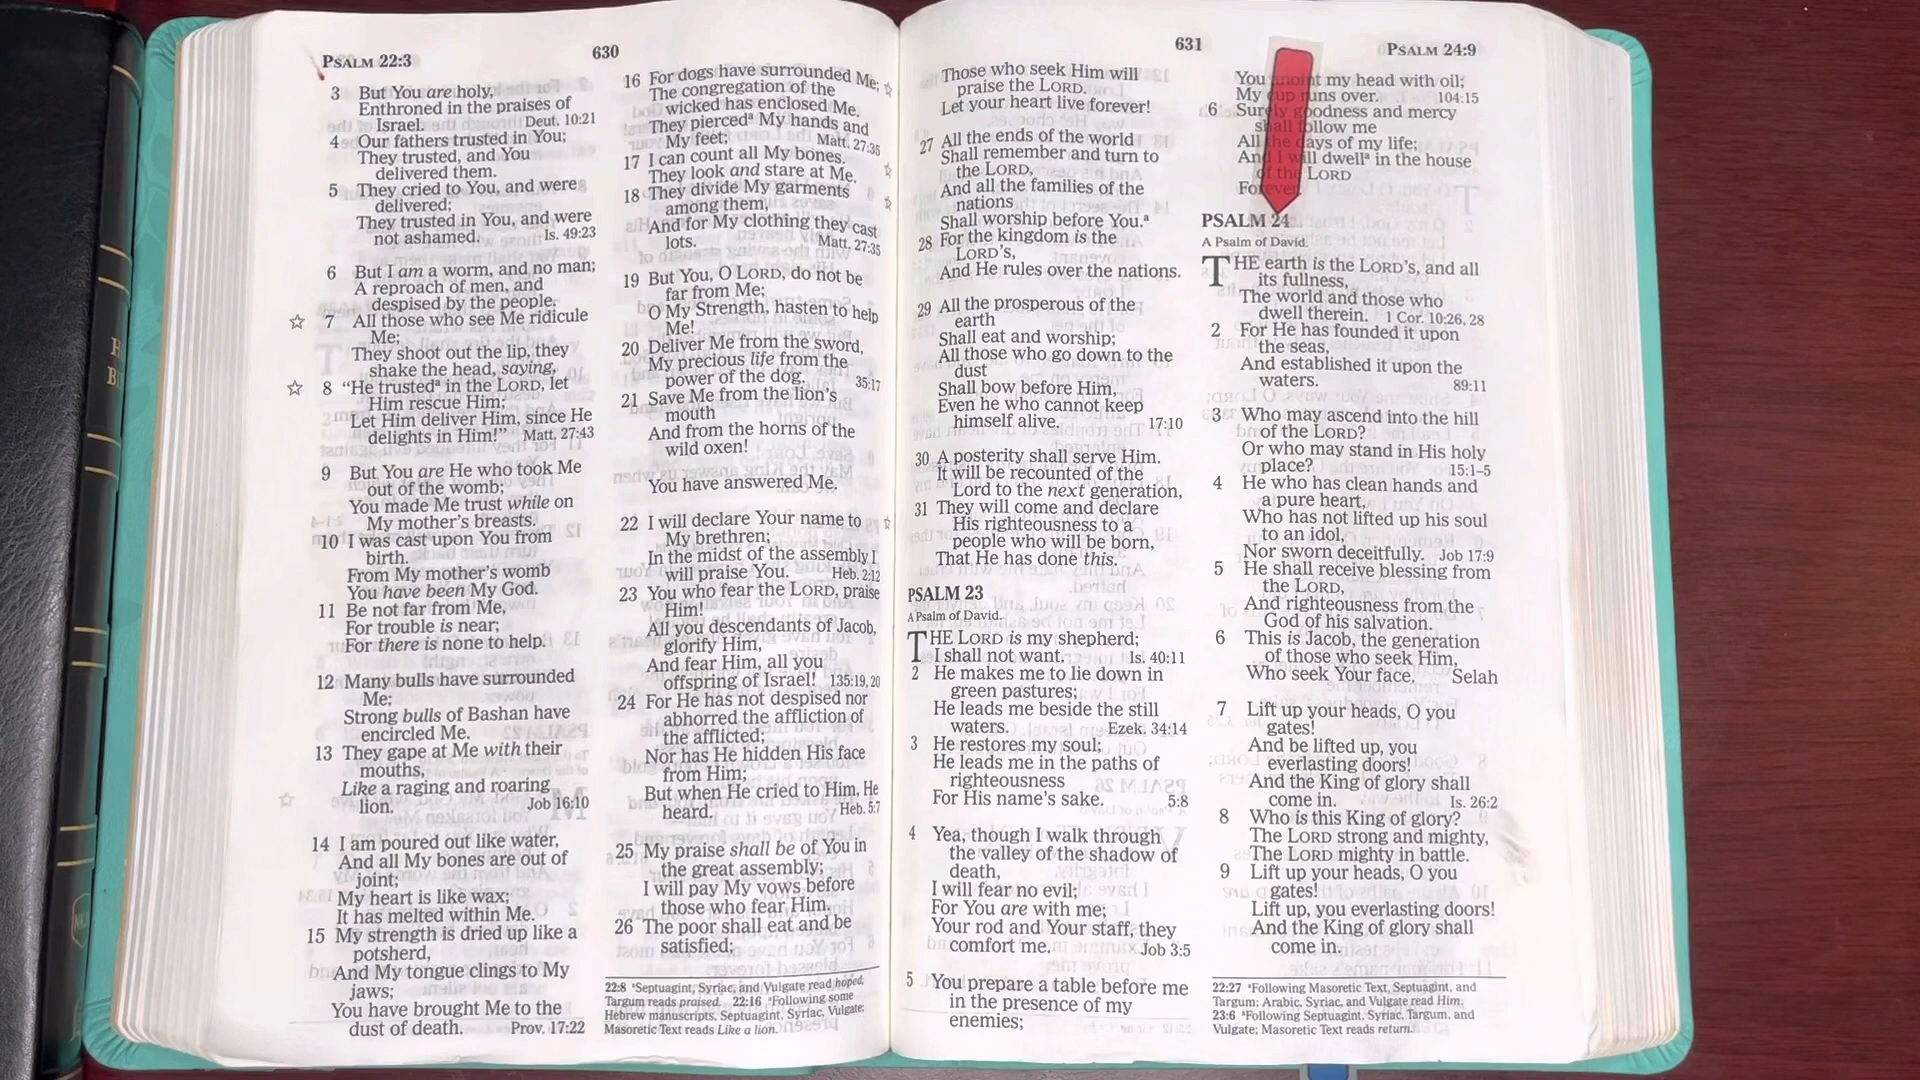 PSALM 22:3
630
3 But You are holy,
Enthroned in the praises of
Israel. Deut. 10:21
4 Our fathers trusted in You;
They trusted, and You
delivered them.
5 They cried to You, and were
delivered;
They trusted in You, and were
not ashamed. Is. 49:23
6 But I am a worm, and no man;
A reproach of men, and
despised by the people.
☆ 7 All those who see Me ridicule
Me;
They shoot out the lip, they
shake the head, saying,
☆ 8 “He trustedª in the LORD, let
Him rescue Him;
Let Him deliver Him, since He
delights in Him!” Matt. 27:43
9 But You are He who took Me
out of the womb;
You made Me trust while on
My mother’s breasts.
10 I was cast upon You from
birth.
From My mother’s womb
You have been My God.
11 Be not far from Me,
For trouble is near;
For there is none to help.
12 Many bulls have surrounded
Me;
Strong bulls of Bashan have
encircled Me.
13 They gape at Me with their
mouths,
Like a raging and roaring
lion. Job 16:10
14 I am poured out like water,
And all My bones are out of
joint;
My heart is like wax;
It has melted within Me.
15 My strength is dried up like a
potsherd,
And My tongue clings to My
jaws;
You have brought Me to the
dust of death. Prov. 17:22
16 For dogs have surrounded Me; ☆
The congregation of the
wicked has enclosed Me.
They piercedª My hands and
My feet; Matt. 27:35
17 I can count all My bones.
They look and stare at Me. ☆
18 They divide My garments
among them, ☆
And for My clothing they cast
lots. Matt. 27:35
19 But You, O LORD, do not be
far from Me;
O My Strength, hasten to help
Me!
20 Deliver Me from the sword,
My precious life from the
power of the dog. 35:17
21 Save Me from the lion’s
mouth
And from the horns of the
wild oxen!
You have answered Me.
22 I will declare Your name to ☆
My brethren;
In the midst of the assembly I
will praise You. Heb. 2:12
23 You who fear the LORD, praise
Him!
All you descendants of Jacob,
glorify Him,
And fear Him, all you
offspring of Israel! 135:19, 20
24 For He has not despised nor
abhorred the affliction of
the afflicted;
Nor has He hidden His face
from Him;
But when He cried to Him, He
heard. Heb. 5:7
25 My praise shall be of You in
the great assembly;
I will pay My vows before
those who fear Him.
26 The poor shall eat and be
satisfied;
22:8 ªSeptuagint, Syriac, and Vulgate read hoped;
Targum reads praised. 22:16 ªFollowing some
Hebrew manuscripts, Septuagint, Syriac, Vulgate;
Masoretic Text reads Like a lion.
631
PSALM 24:9
Those who seek Him will
praise the LORD.
Let your heart live forever!
27 All the ends of the world
Shall remember and turn to
the LORD,
And all the families of the
nations
Shall worship before You.ª
28 For the kingdom is the
LORD’S,
And He rules over the nations.
29 All the prosperous of the
earth
Shall eat and worship;
All those who go down to the
dust
Shall bow before Him,
Even he who cannot keep
himself alive. 17:10
30 A posterity shall serve Him.
It will be recounted of the
Lord to the next generation,
31 They will come and declare
His righteousness to a
people who will be born,
That He has done this.
PSALM 23
A Psalm of David.
THE LORD is my shepherd;
I shall not want. Is. 40:11
2 He makes me to lie down in
green pastures;
He leads me beside the still
waters. Ezek. 34:14
3 He restores my soul;
He leads me in the paths of
righteousness
For His name’s sake. 5:8
4 Yea, though I walk through
the valley of the shadow of
death,
I will fear no evil;
For You are with me;
Your rod and Your staff, they
comfort me. Job 3:5
5 You prepare a table before me
in the presence of my
enemies;
You anoint my head with oil;
My cup runs over. 104:15
6 Surely goodness and mercy
shall follow me
All the days of my life;
And I will dwellª in the house
of the LORD
Forever.
PSALM 24
A Psalm of David.
THE earth is the LORD’S, and all
its fullness,
The world and those who
dwell therein. 1 Cor. 10:26, 28
2 For He has founded it upon
the seas,
And established it upon the
waters. 89:11
3 Who may ascend into the hill
of the LORD?
Or who may stand in His holy
place? 15:1–5
4 He who has clean hands and
a pure heart,
Who has not lifted up his soul
to an idol,
Nor sworn deceitfully. Job 17:9
5 He shall receive blessing from
the LORD,
And righteousness from the
God of his salvation.
6 This is Jacob, the generation
of those who seek Him,
Who seek Your face. Selah
7 Lift up your heads, O you
gates!
And be lifted up, you
everlasting doors!
And the King of glory shall
come in. Is. 26:2
8 Who is this King of glory?
The LORD strong and mighty,
The LORD mighty in battle.
9 Lift up your heads, O you
gates!
Lift up, you everlasting doors!
And the King of glory shall
come in.
22:27 ªFollowing Masoretic Text, Septuagint, and
Targum; Arabic, Syriac, and Vulgate read Him.
23:6 ªFollowing Septuagint, Syriac, Targum, and
Vulgate; Masoretic Text reads return.